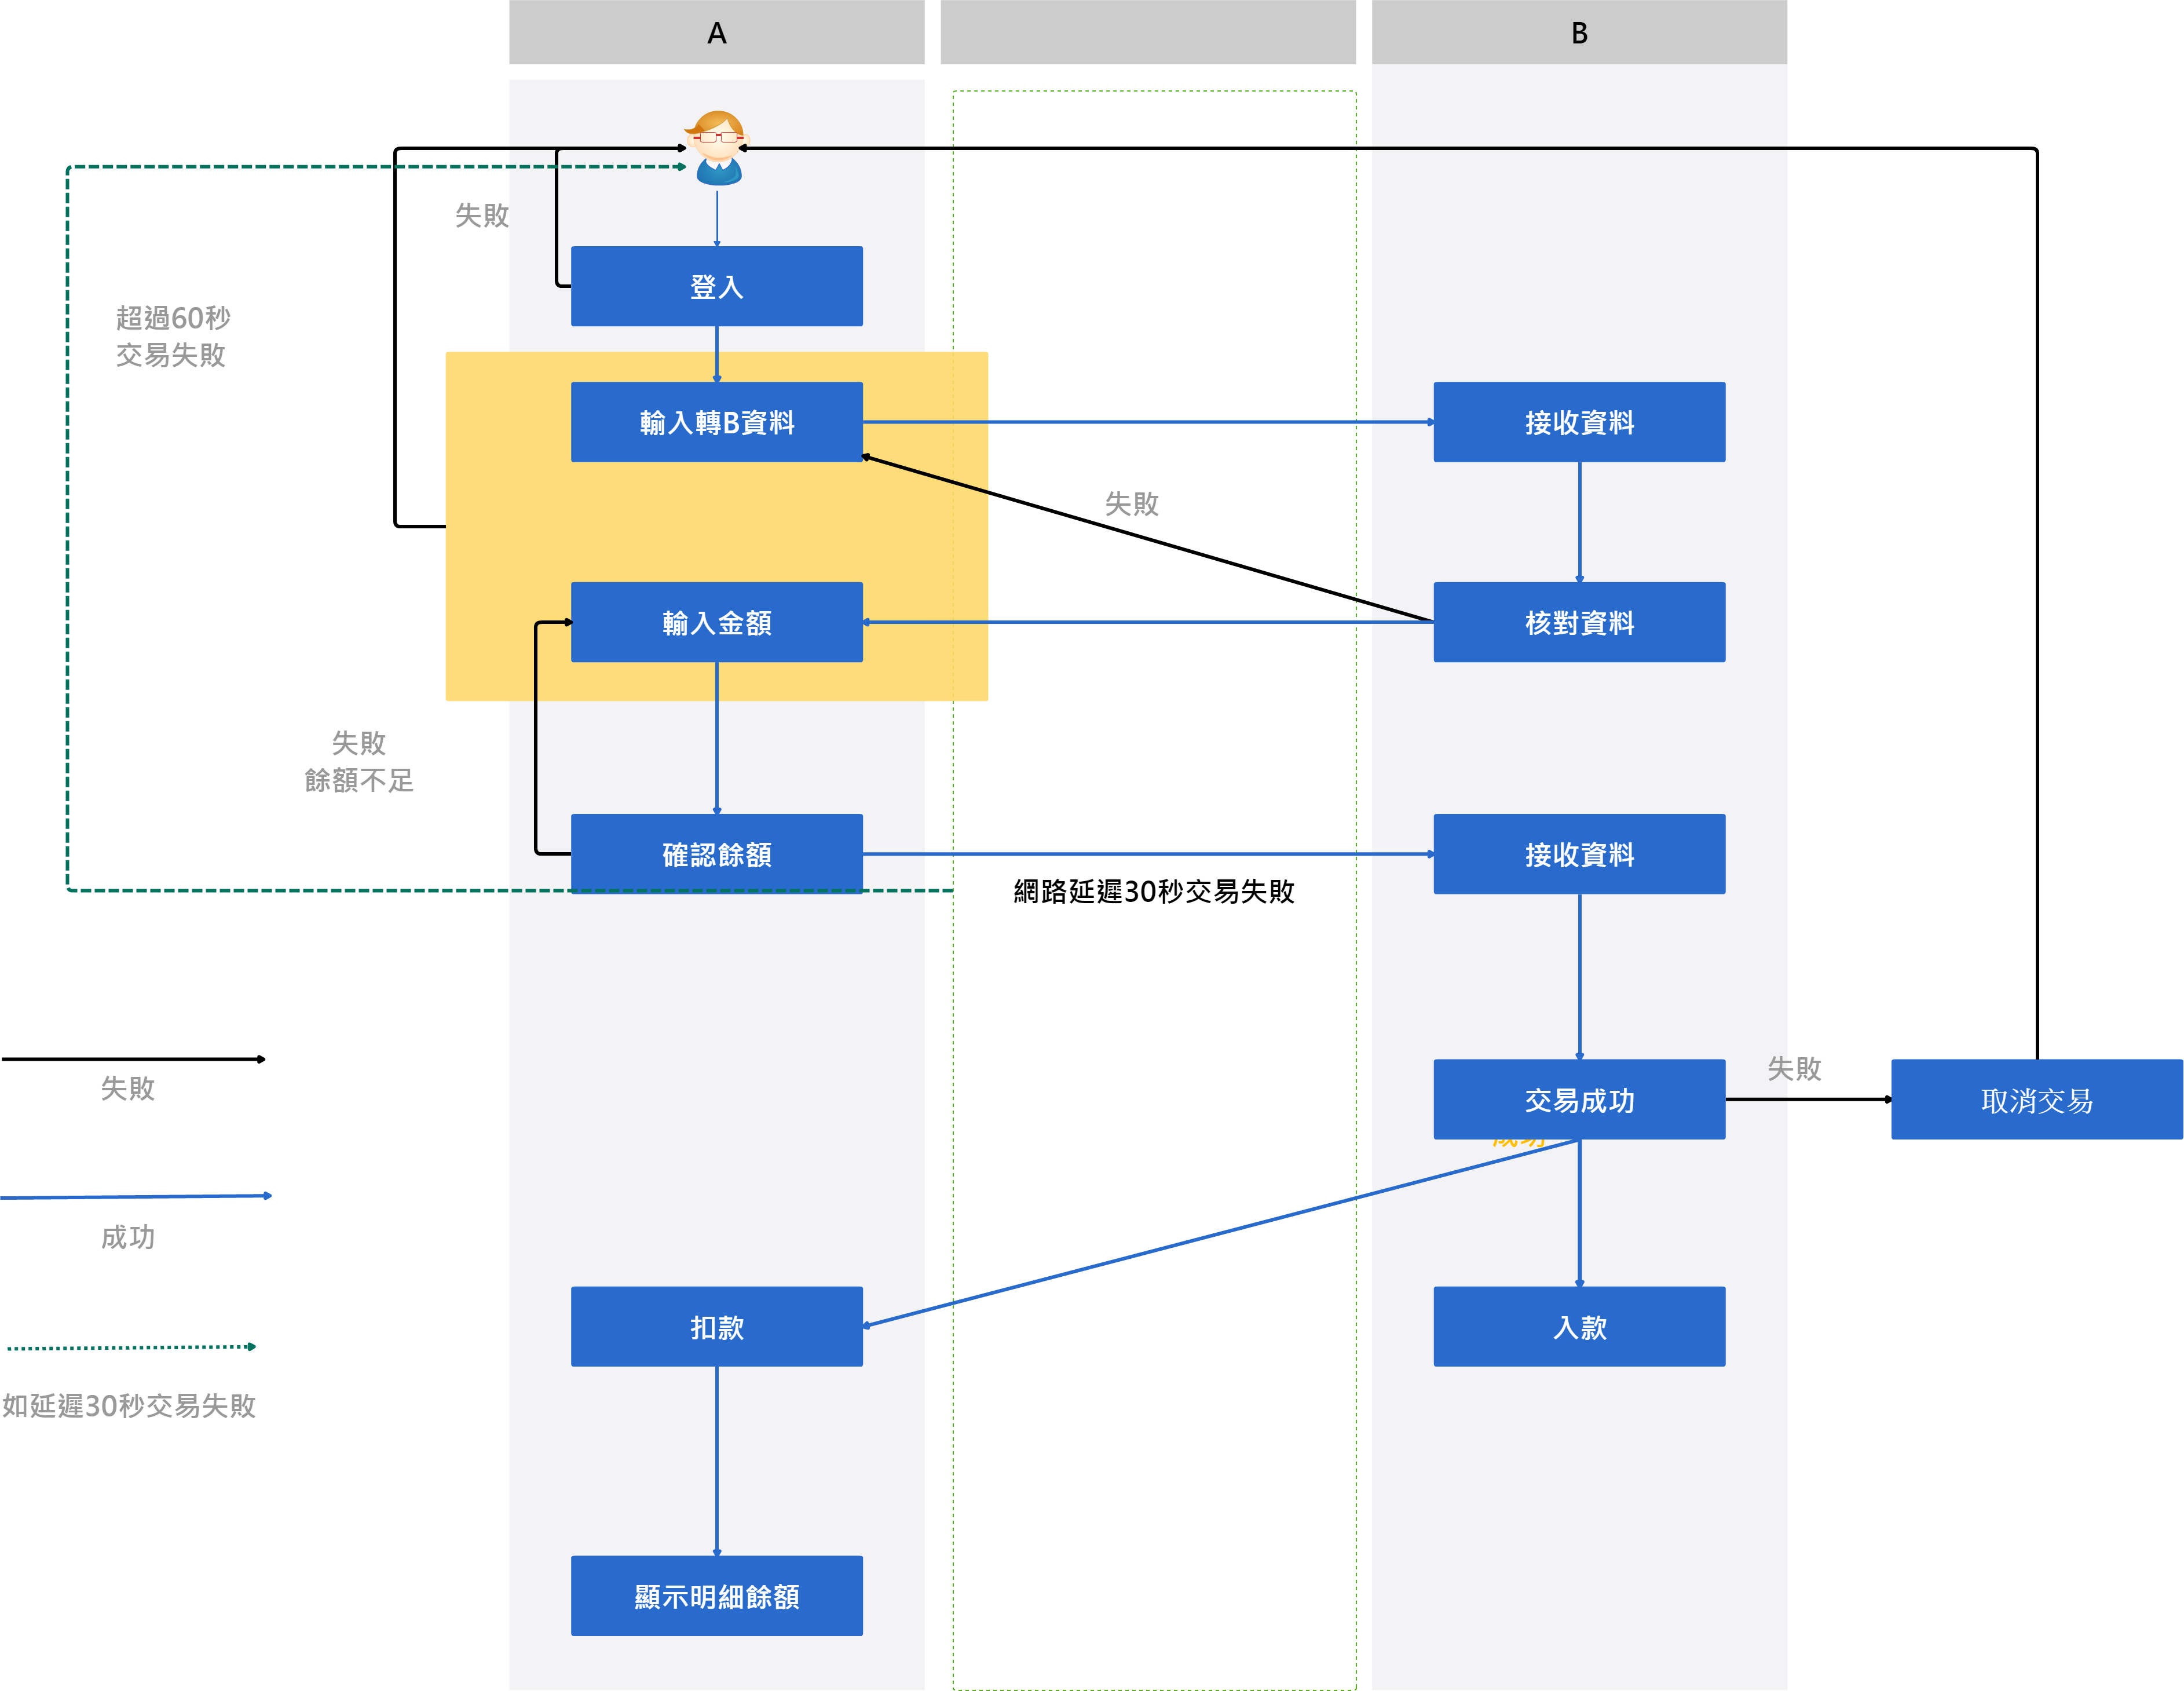 A
B
失敗
登入
超過60秒
交易失敗
輸入轉B資料
接收資料
失敗
輸入金額
核對資料
失敗
餘額不足
確認餘額
接收資料
網路延遲30秒交易失敗
失敗
交易成功
失敗
取消交易
成功
成功
扣款
入款
如延遲30秒交易失敗
顯示明細餘額